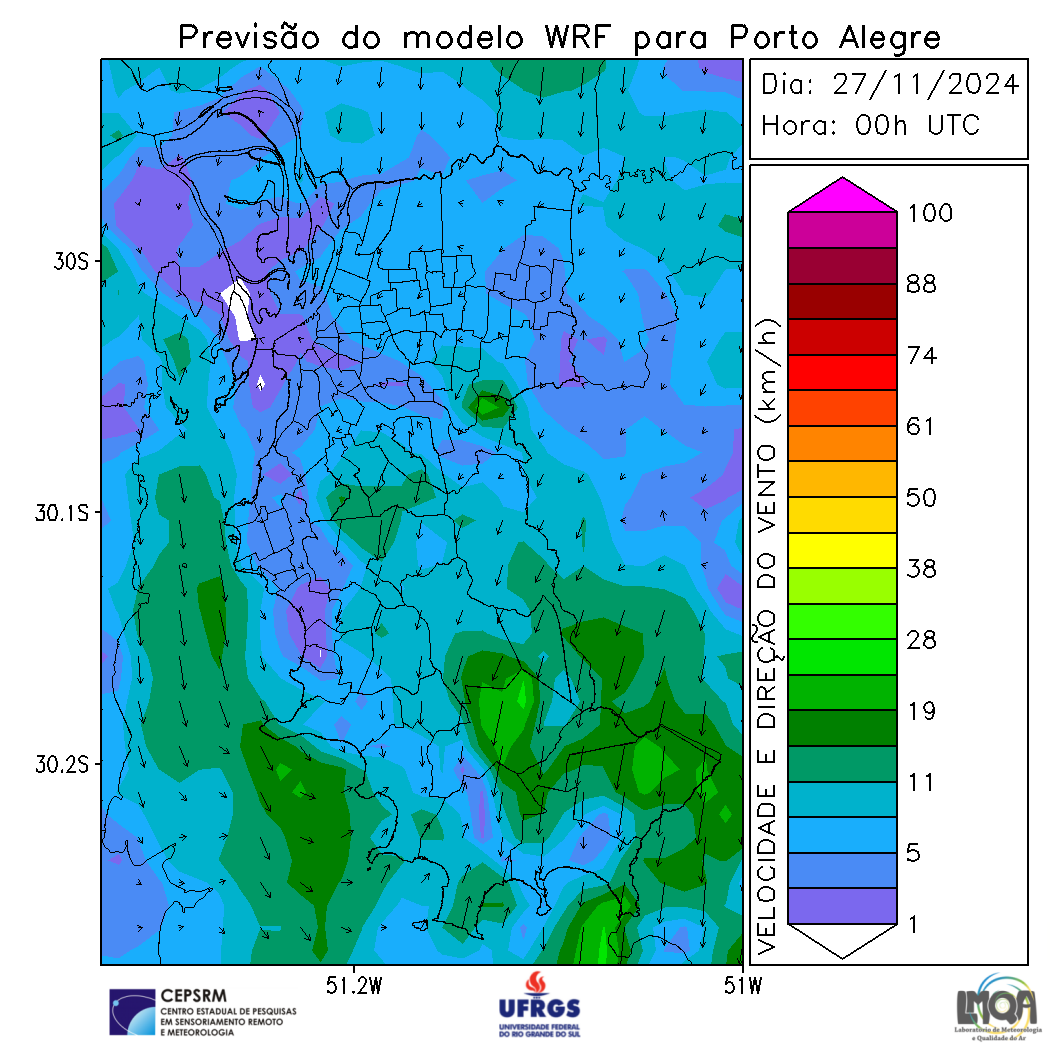 Previsão do modelo WRF para Porto Alegre
Dia: 27/11/2024
Hora: 00h UTC
30S
30.1S
30.2S
51.2W
51W
VELOCIDADE E DIREÇÃO DO VENTO (km/h)
100
88
74
61
50
38
28
19
11
5
1
CEPSRM
CENTRO ESTADUAL DE PESQUISAS
EM SENSORIAMENTO REMOTO
E METEOROLOGIA
UFRGS
UNIVERSIDADE FEDERAL
DO RIO GRANDE DO SUL
LMQA
Laboratório de Meteorologia
e Qualidade do Ar